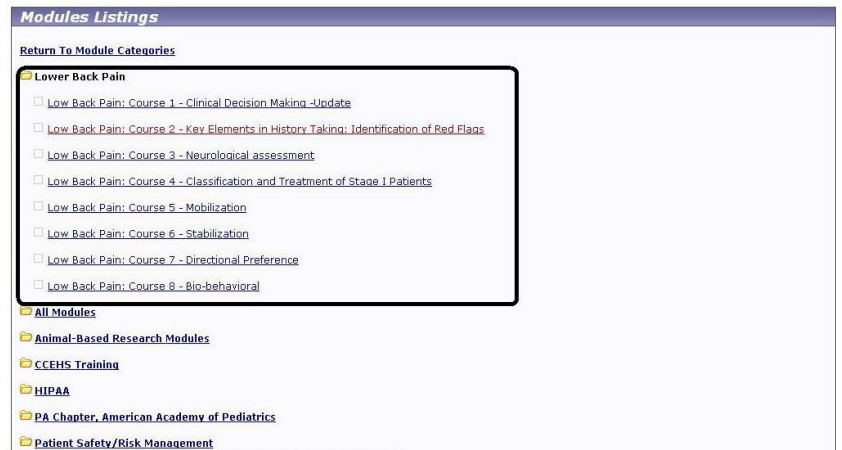 Modules Listings
Return To Module Categories
Lower Back Pain
Low Back Pain: Course 1 - Clinical Decision Making -Update
Low Back Pain: Course 2 - Key Elements in History Taking: Identification of Red Flags
Low Back Pain: Course 3 - Neurological assessment
Low Back Pain: Course 4 - Classification and Treatment of Stage I Patients
Low Back Pain: Course 5 - Mobilization
Low Back Pain: Course 6 - Stabilization
Low Back Pain: Course 7 - Directional Preference
Low Back Pain: Course 8 - Bio-behavioral
All Modules
Animal-Based Research Modules
CCEHS Training
HIPAA
PA Chapter, American Academy of Pediatrics
Patient Safety/Risk Management